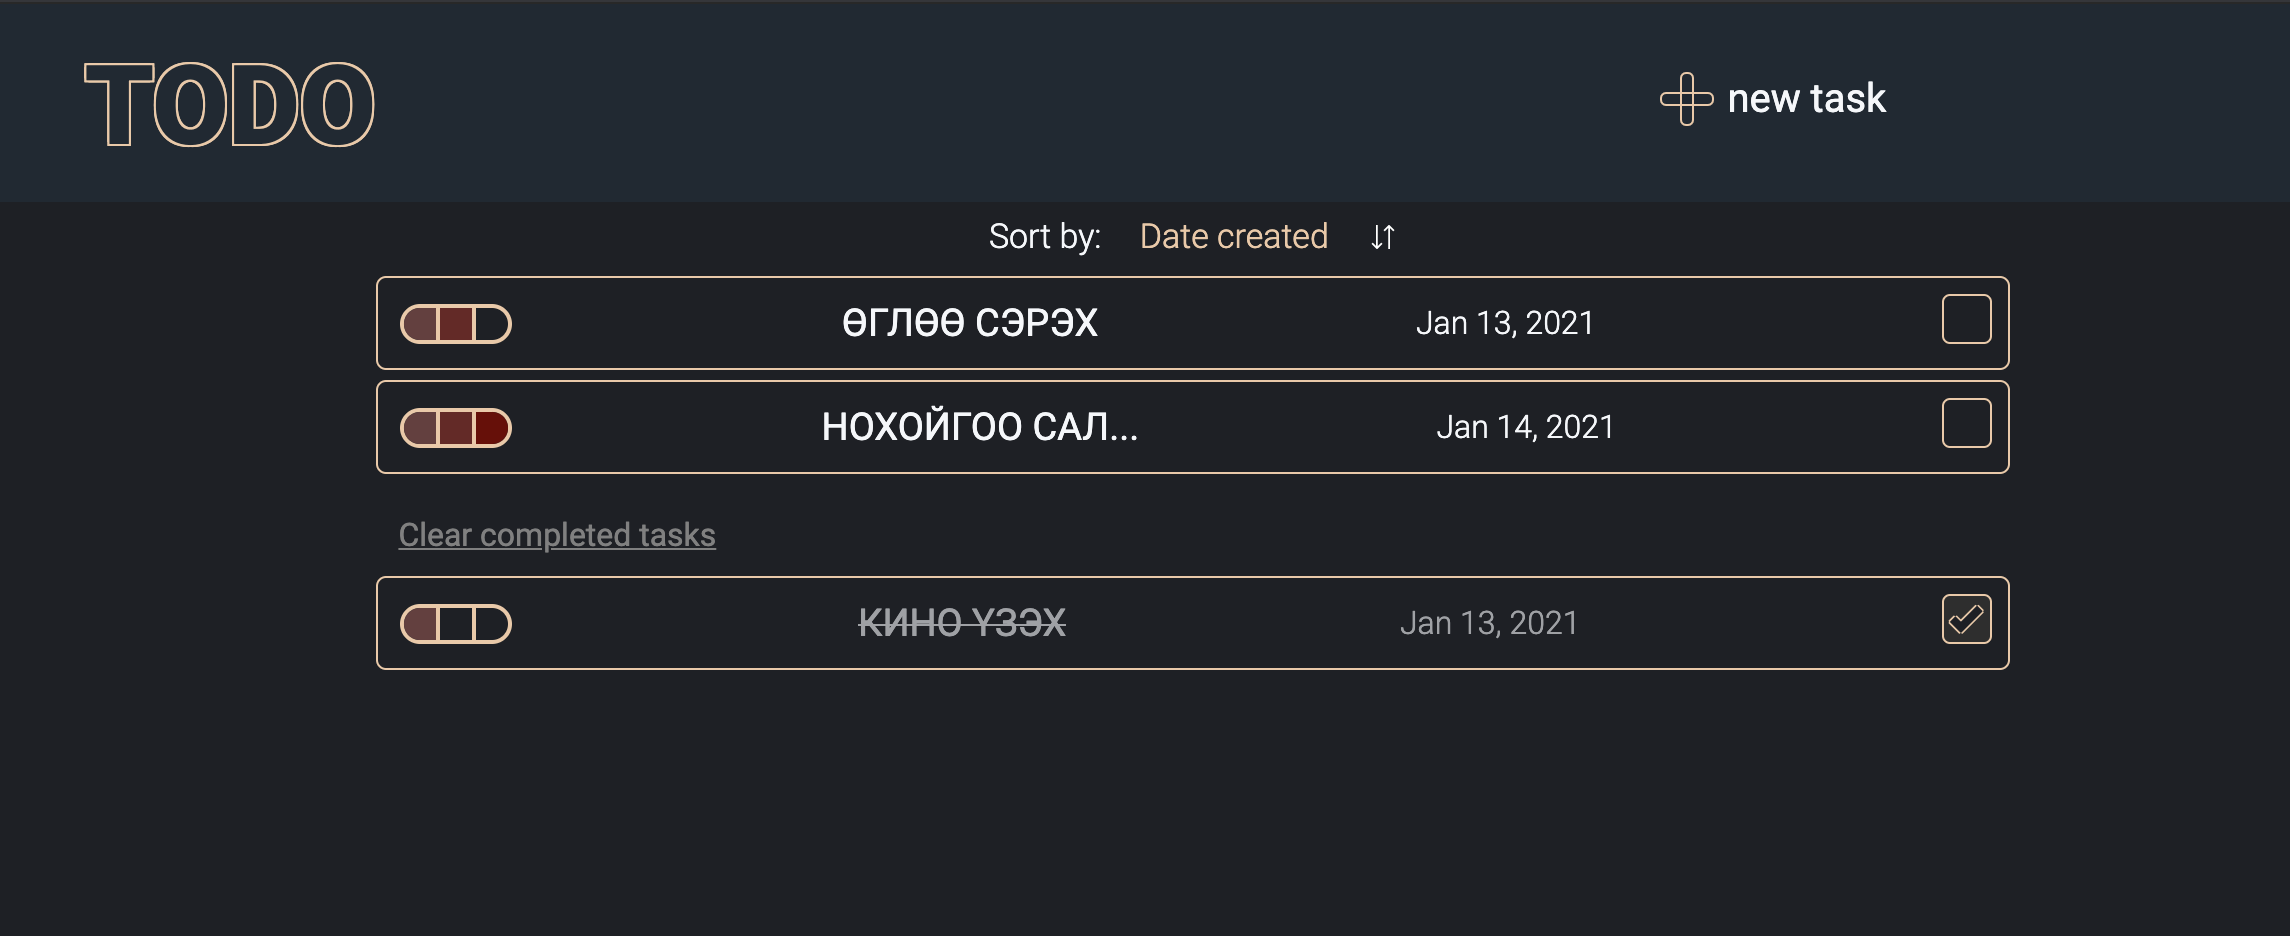 TODO
new task
Sort by: Date created
ӨГЛӨӨ СЭРЭХ Jan 13, 2021
НОХОЙГОО САЛ... Jan 14, 2021
Clear completed tasks
КИНО ҮЗЭХ Jan 13, 2021